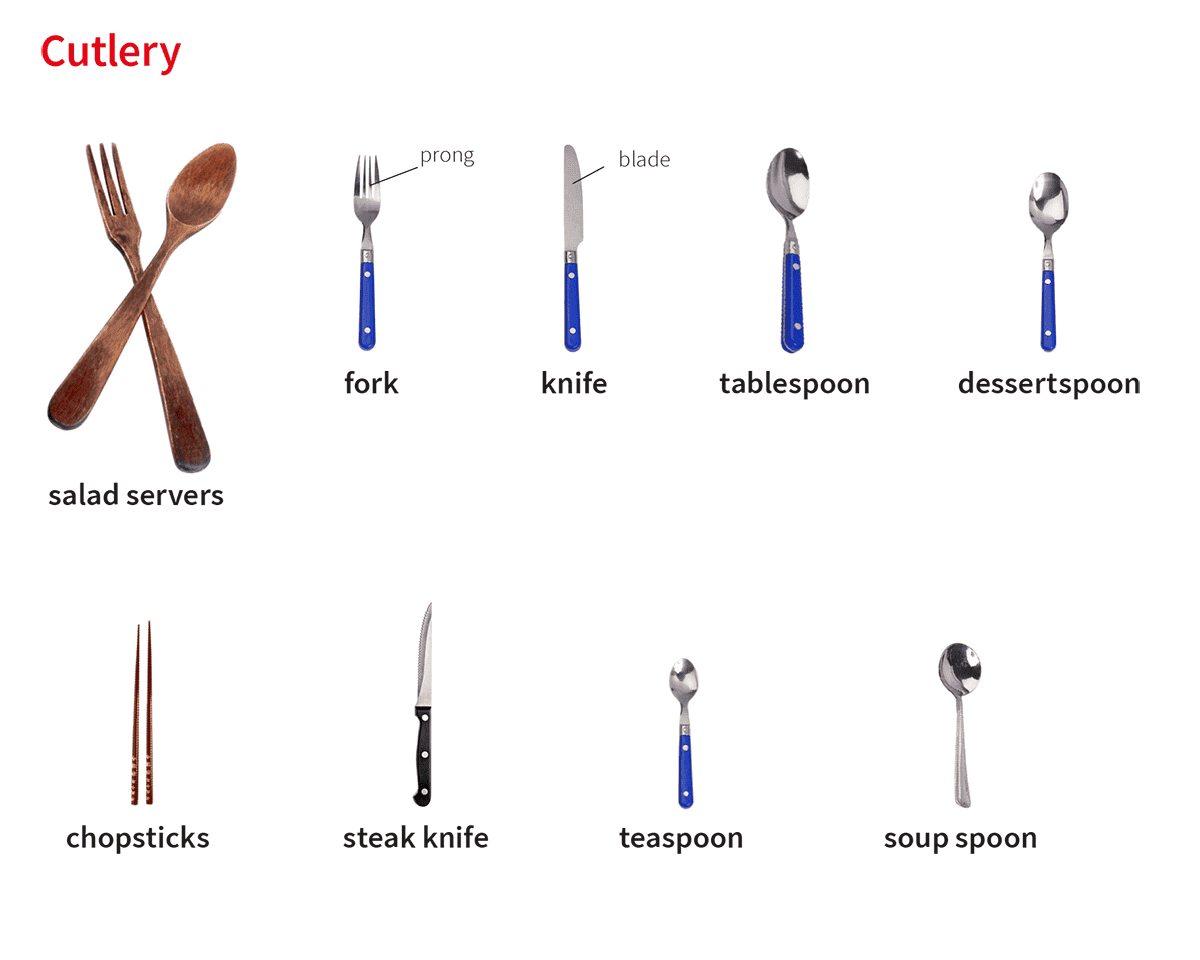 Cutlery
prong
blade
fork
knife
tablespoon
dessertspoon
salad servers
chopsticks
steak knife
teaspoon
soup spoon